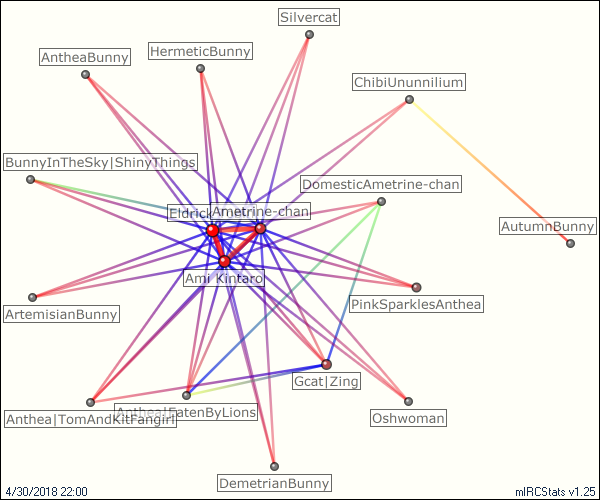 Silvercat
HermeticBunny
AntheaBunny
ChibiUnunnilium
BunnyInTheSky|ShinyThings
DomesticAmetrine-chan
Eldrick
Ametrine-chan
AutumnBunny
Ami Kintaro
PinkSparklesAnthea
ArtemisianBunny
Gcat|Zing
Anthea|EatenByLions
Anthea|TomAndKitFangirl
Oshwoman
DemetrianBunny
4/30/2018 22:00
mIRCStats v1.25